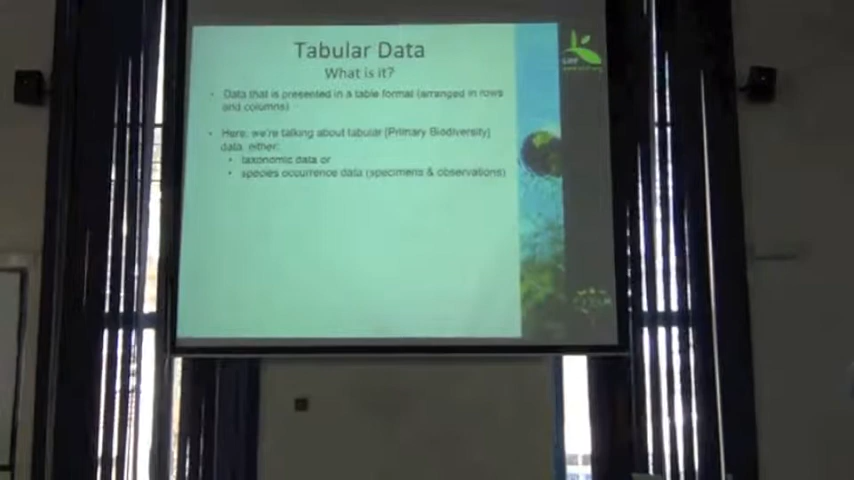 Tabular Data
What is it?
• Data that is presented in a table format (arranged in rows
and columns)
• Here, we're talking about tabular [Primary Biodiversity]
data, either:
• taxonomic data or
• species occurrence data (specimens & observations)